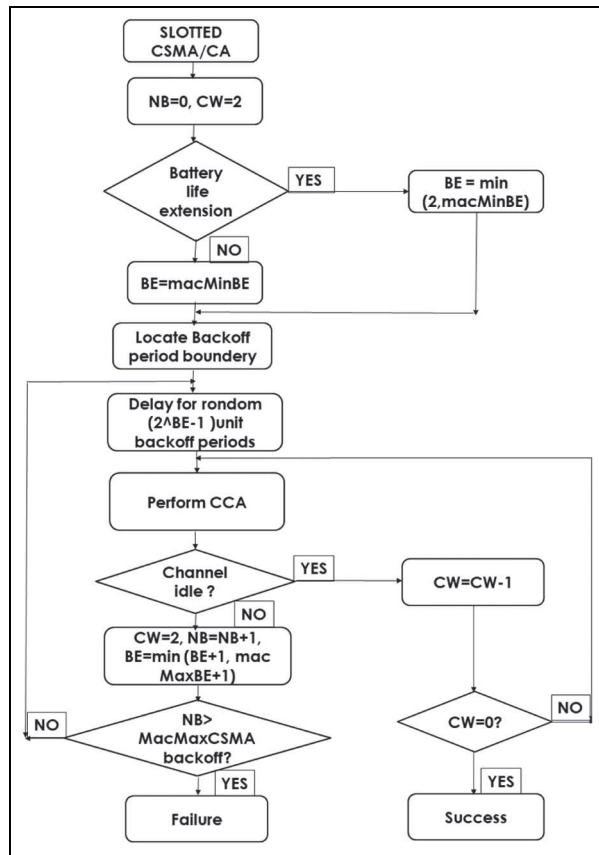 SLOTTED
CSMA/CA
NB=0, CW=2
Battery
life
extension
YES
BE = min
(2,macMinBE)
NO
BE=macMinBE
Locate Backoff
period boundery
Delay for rondom
(2^BE-1 )unit
backoff periods
Perform CCA
Channel
idle ?
YES
CW=CW-1
NO
CW=2, NB=NB+1,
BE=min (BE+1, mac
MaxBE+1)
NO
NB>
MacMaxCSMA
backoff?
CW=0?
NO
YES
Failure
YES
Success